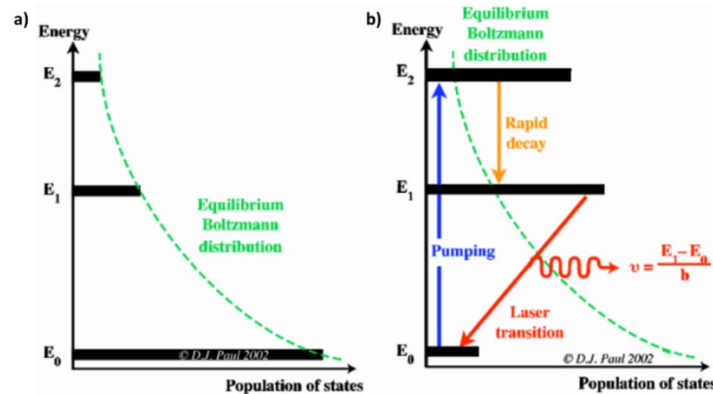 a)
Energy
E₂
E₁
Equilibrium
Boltzmann
distribution
E₀
© D.J. Paul 2002
Population of states
b)
Energy
Equilibrium
Boltzmann
distribution
E₂
Rapid
decay
E₁
Pumping
υ = E₁–E₀
h
Laser
transition
E₀
© D.J. Paul 2002
Population of states